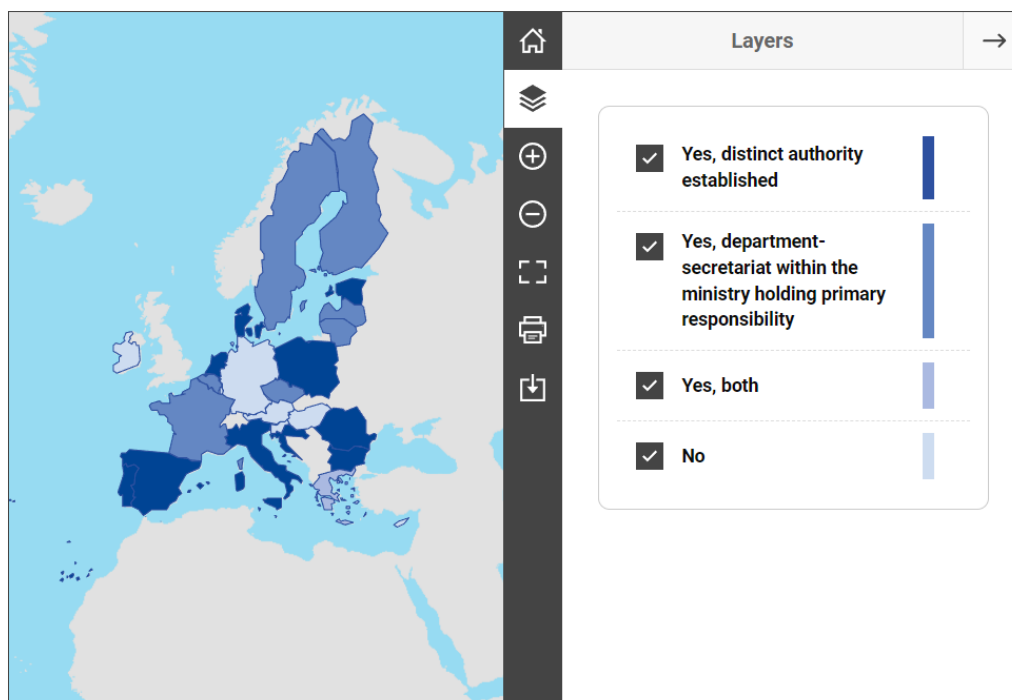 Layers
Yes, distinct authority
established
Yes, department-
secretariat within the
ministry holding primary
responsibility
Yes, both
No